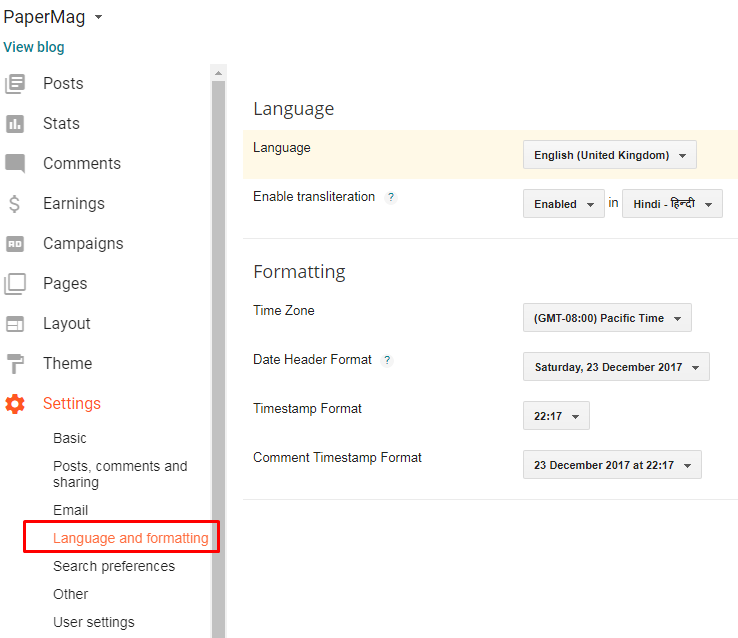 PaperMag
View blog
Posts
Stats
Comments
Earnings
Campaigns
Pages
Layout
Theme
Settings
Basic
Posts, comments and
sharing
Email
Language and formatting
Search preferences
Other
User settings
Language
Language English (United Kingdom)
Enable transliteration ? Enabled in Hindi - हिन्दी
Formatting
Time Zone (GMT-08:00) Pacific Time
Date Header Format ? Saturday, 23 December 2017
Timestamp Format 22:17
Comment Timestamp Format 23 December 2017 at 22:17